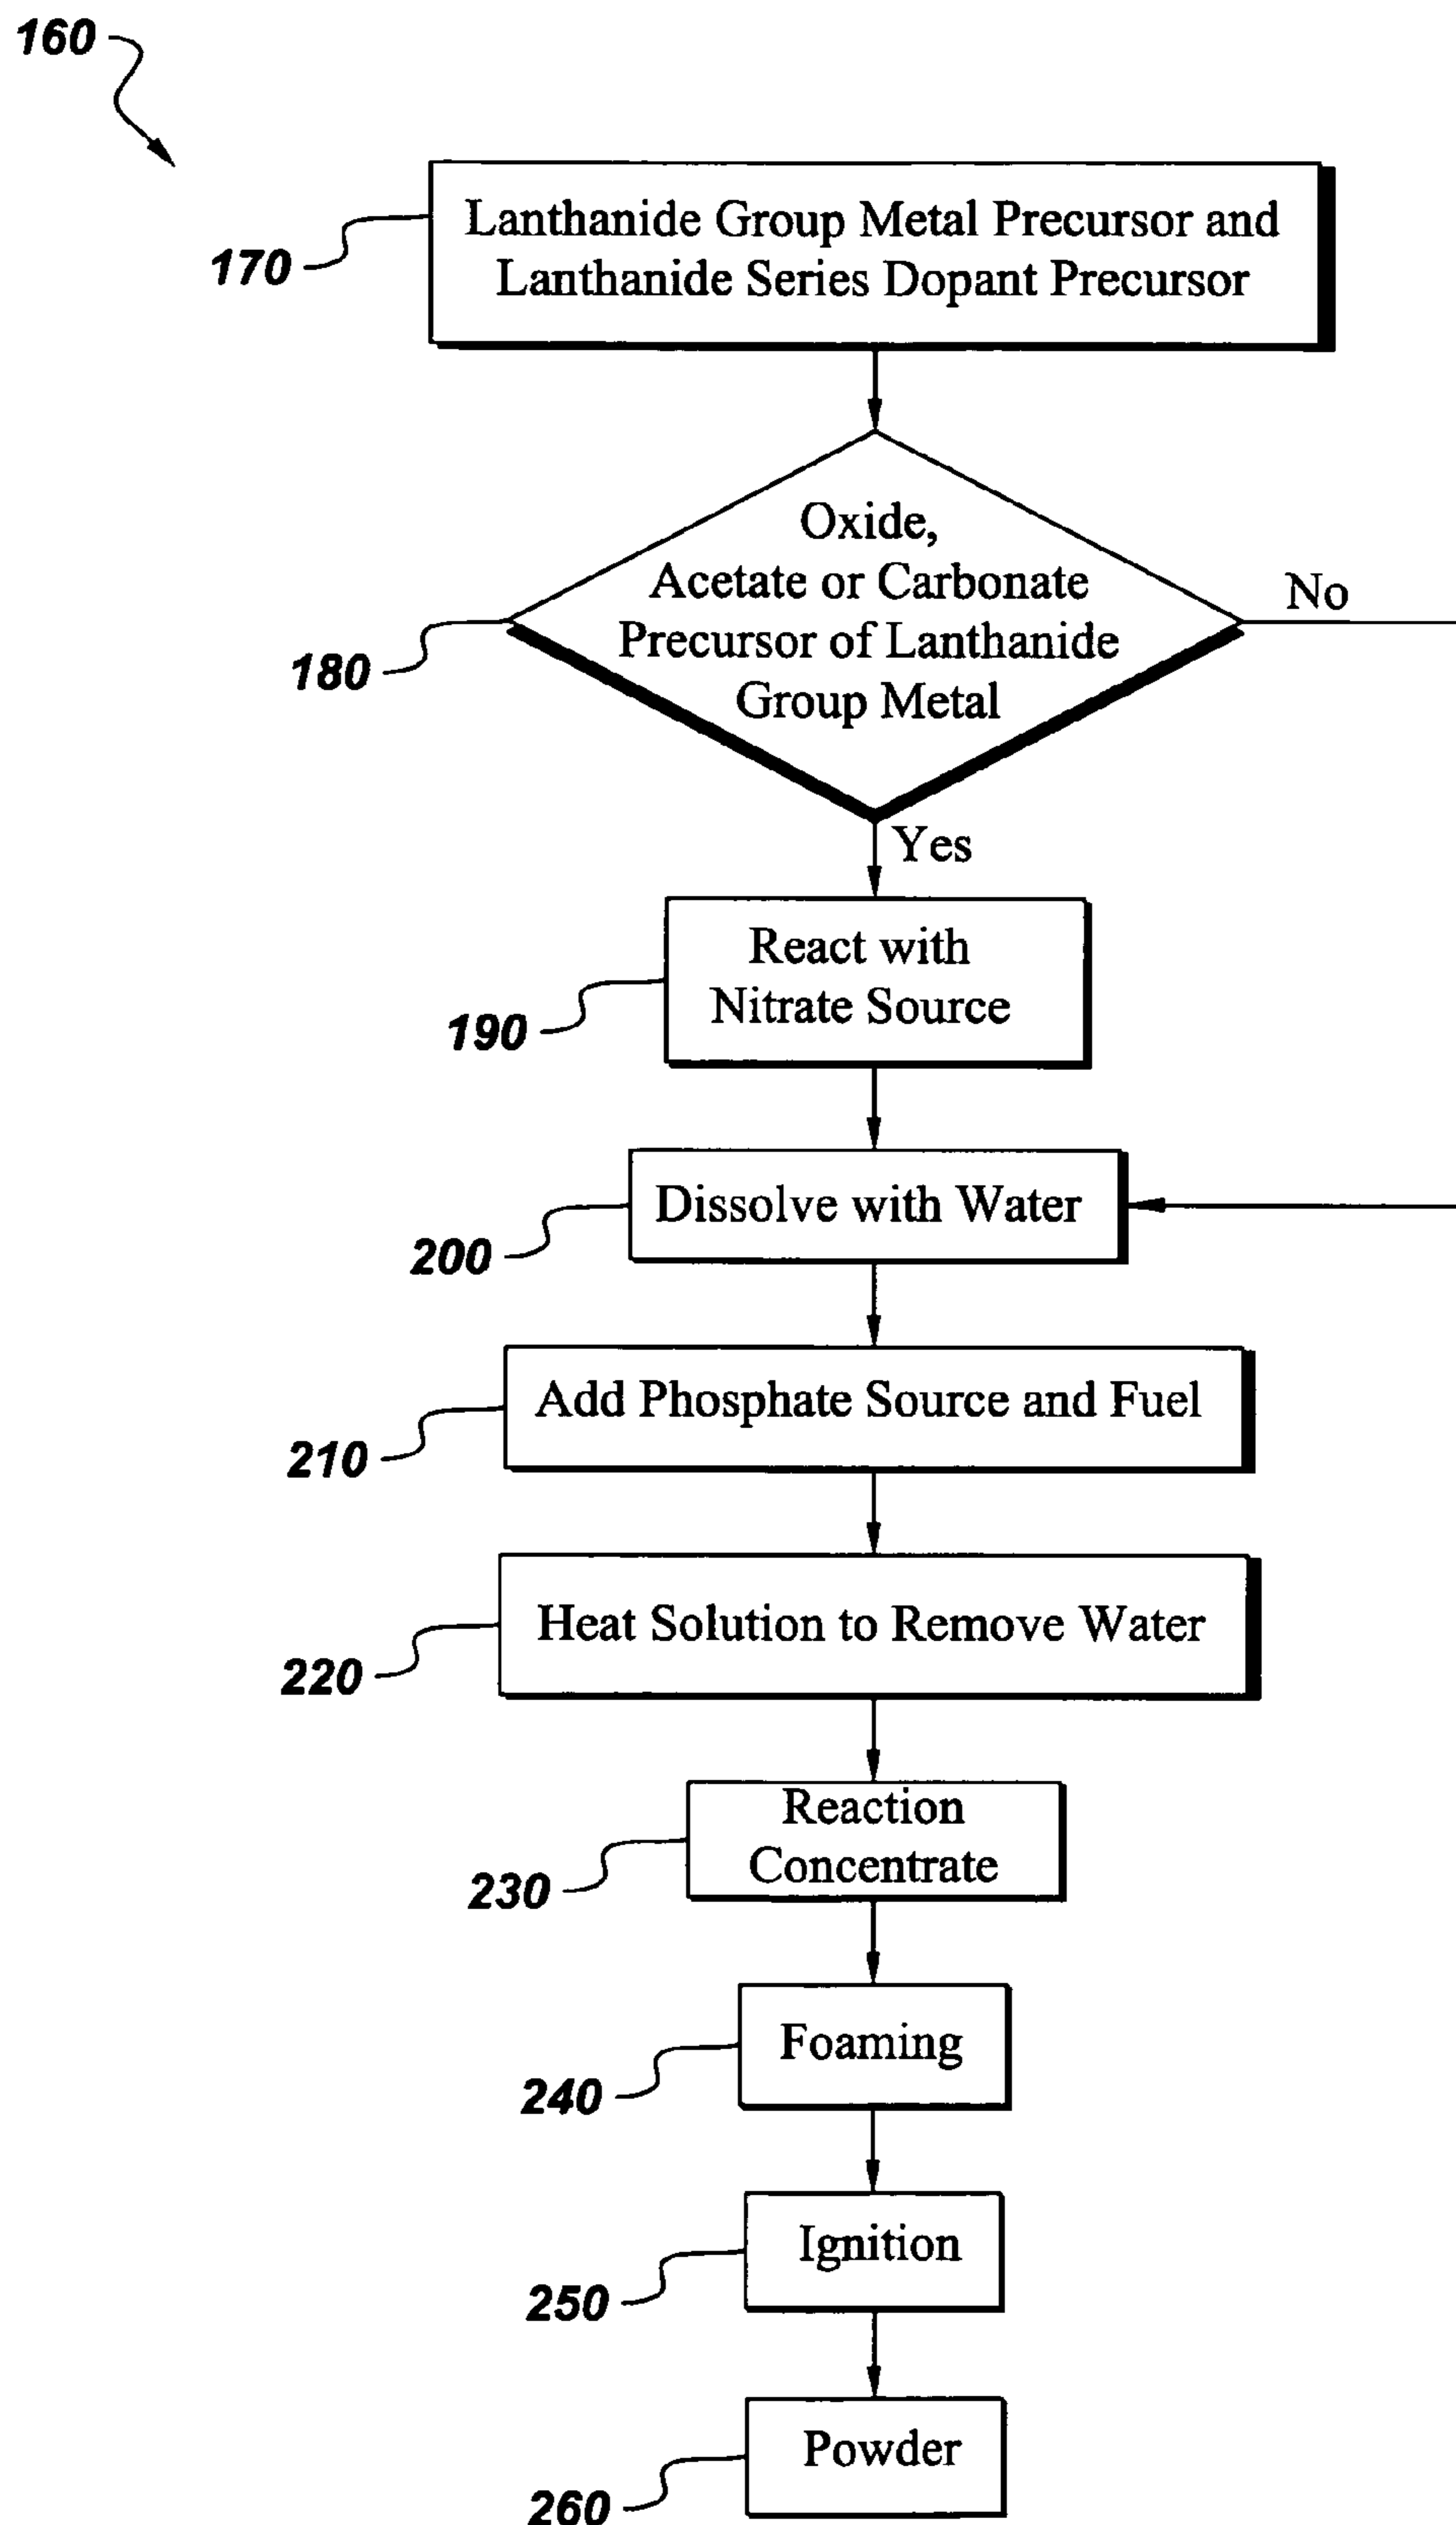 160
Lanthanide Group Metal Precursor and
Lanthanide Series Dopant Precursor
170
Oxide,
Acetate or Carbonate
Precursor of Lanthanide
Group Metal
No
180
Yes
React with
Nitrate Source
190
Dissolve with Water
200
Add Phosphate Source and Fuel
210
Heat Solution to Remove Water
220
Reaction
Concentrate
230
Foaming
240
Ignition
250
Powder
260